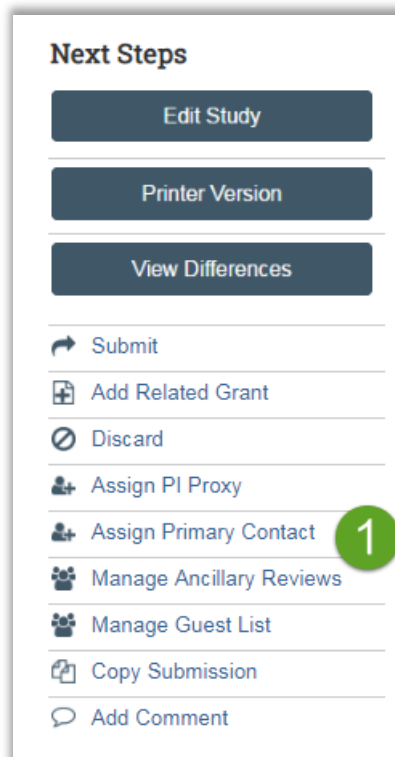 Next Steps
Edit Study
Printer Version
View Differences
Submit
Add Related Grant
Discard
Assign PI Proxy
Assign Primary Contact 1
Manage Ancillary Reviews
Manage Guest List
Copy Submission
Add Comment